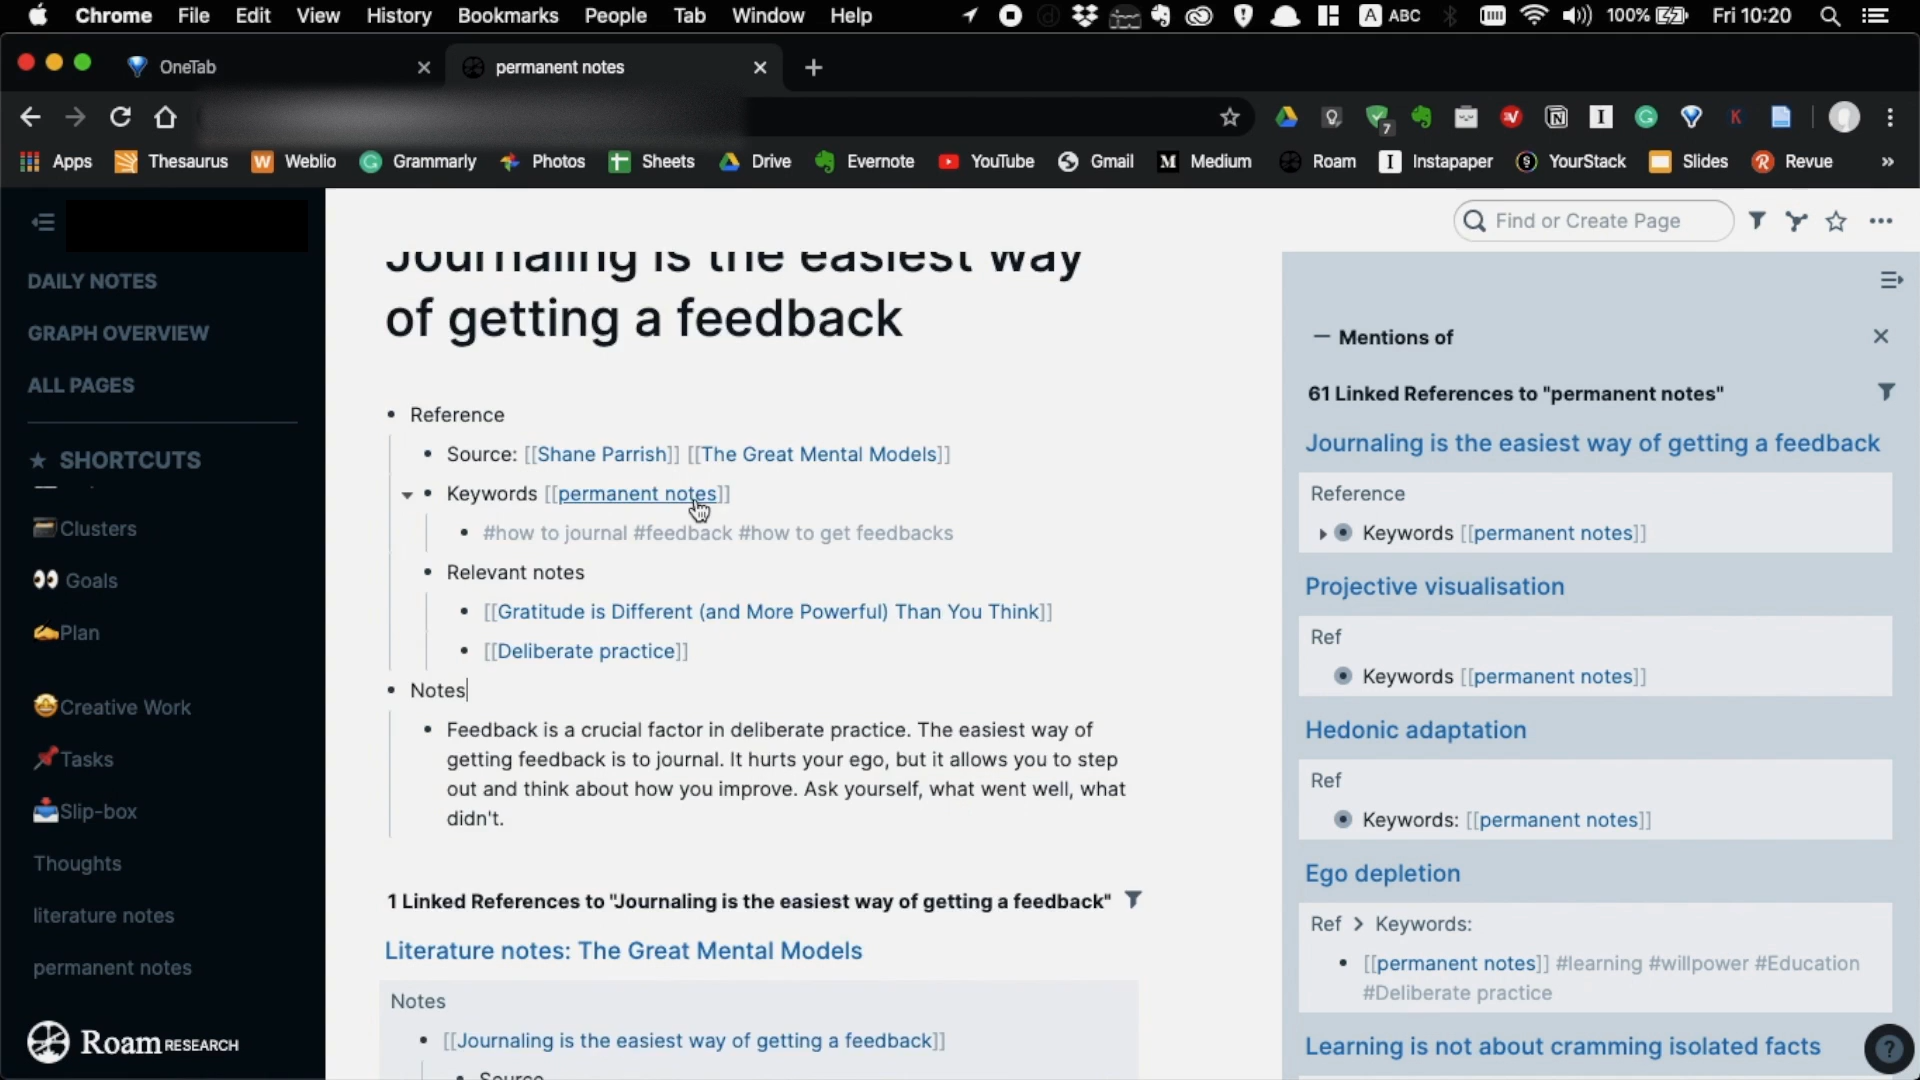 Chrome File Edit View History Bookmarks People Tab Window Help A ABC 100% Fri 10:20
OneTab permanent notes
7 K
Apps Thesaurus W Weblio Grammarly Photos Sheets Drive Evernote YouTube Gmail M Medium Roam I Instapaper YourStack Slides R Revue »
Find or Create Page
DAILY NOTES
GRAPH OVERVIEW
ALL PAGES
★ SHORTCUTS
Clusters
Goals
Plan
Creative Work
Tasks
Slip-box
Thoughts
literature notes
permanent notes
Roam RESEARCH
Journaling is the easiest way
of getting a feedback
• Reference
• Source: [[Shane Parrish]] [[The Great Mental Models]]
• Keywords [[permanent notes]]
• #how to journal #feedback #how to get feedbacks
• Relevant notes
• [[Gratitude is Different (and More Powerful) Than You Think]]
• [[Deliberate practice]]
• Notes
• Feedback is a crucial factor in deliberate practice. The easiest way of
getting feedback is to journal. It hurts your ego, but it allows you to step
out and think about how you improve. Ask yourself, what went well, what
didn't.
1 Linked References to "Journaling is the easiest way of getting a feedback"
Literature notes: The Great Mental Models
Notes
• [[Journaling is the easiest way of getting a feedback]]
• Source
Mentions of
61 Linked References to "permanent notes"
Journaling is the easiest way of getting a feedback
Reference
Keywords [[permanent notes]]
Projective visualisation
Ref
Keywords [[permanent notes]]
Hedonic adaptation
Ref
Keywords: [[permanent notes]]
Ego depletion
Ref > Keywords:
• [[permanent notes]] #learning #willpower #Education
#Deliberate practice
Learning is not about cramming isolated facts
?